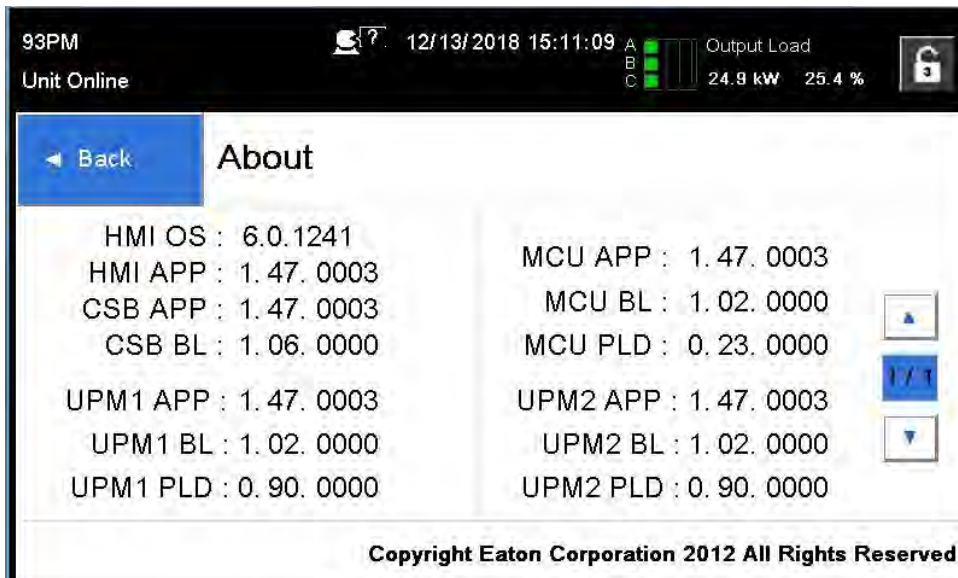 93PM
Unit Online
?
12/13/2018 15:11:09
A
B
C
Output Load
24.9 kW 25.4 %
3
◄ Back
About
HMI OS : 6.0.1241
HMI APP : 1. 47. 0003
CSB APP : 1. 47. 0003
CSB BL : 1. 06. 0000
UPM1 APP : 1. 47. 0003
UPM1 BL : 1. 02. 0000
UPM1 PLD : 0. 90. 0000
MCU APP : 1. 47. 0003
MCU BL : 1. 02. 0000
MCU PLD : 0. 23. 0000
UPM2 APP : 1. 47. 0003
UPM2 BL : 1. 02. 0000
UPM2 PLD : 0. 90. 0000
1 / 1
Copyright Eaton Corporation 2012 All Rights Reserved